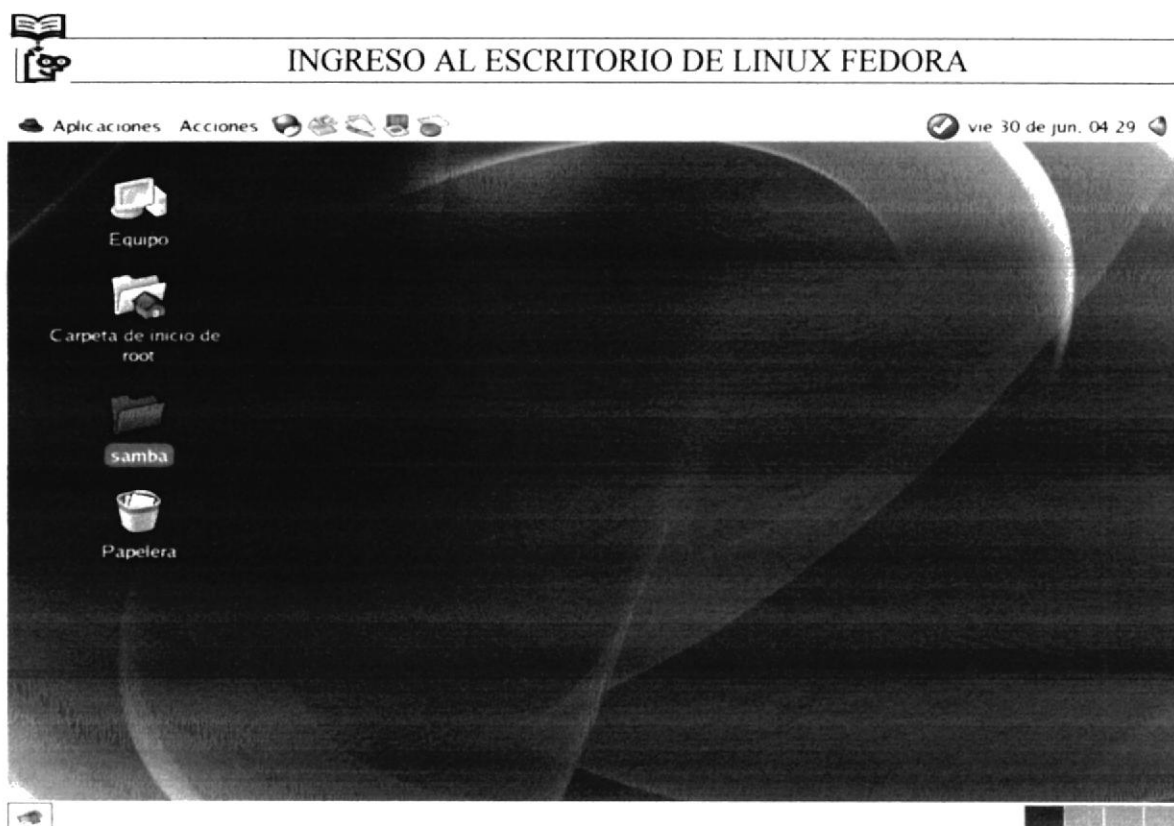 INGRESO AL ESCRITORIO DE LINUX FEDORA
Aplicaciones Acciones vie 30 de jun. 04 29
Equipo
Carpeta de inicio de
root
samba
Papelera